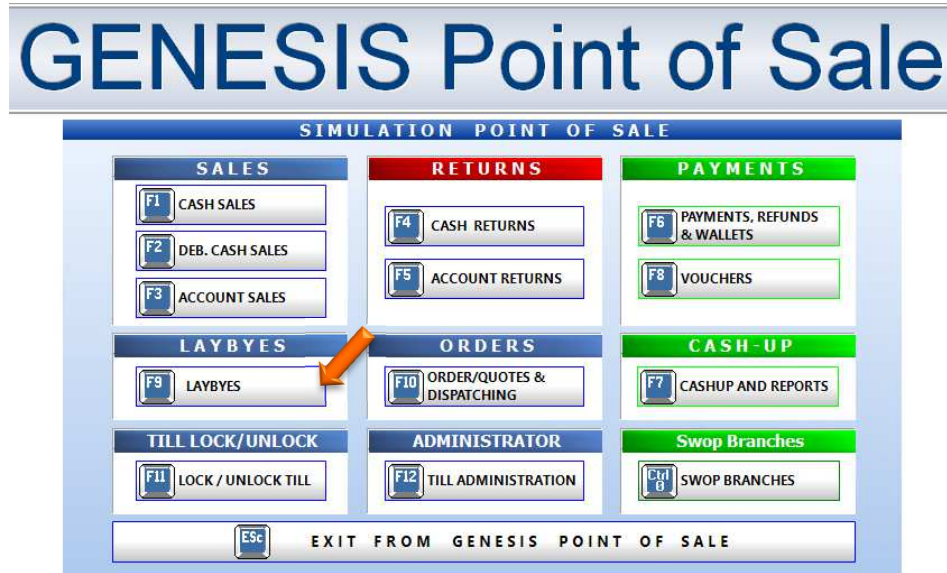 GENESIS Point of Sale
SIMULATION POINT OF SALE
SALES
F1 CASH SALES
F2 DEB. CASH SALES
F3 ACCOUNT SALES
RETURNS
F4 CASH RETURNS
F5 ACCOUNT RETURNS
PAYMENTS
F6 PAYMENTS, REFUNDS
& WALLETS
F8 VOUCHERS
LAYBYES
F9 LAYBYES
ORDERS
F10 ORDER/QUOTES &
DISPATCHING
CASH-UP
F7 CASHUP AND REPORTS
TILL LOCK/UNLOCK
F11 LOCK / UNLOCK TILL
ADMINISTRATOR
F12 TILL ADMINISTRATION
Swop Branches
Ctrl
0 SWOP BRANCHES
ESc EXIT FROM GENESIS POINT OF SALE